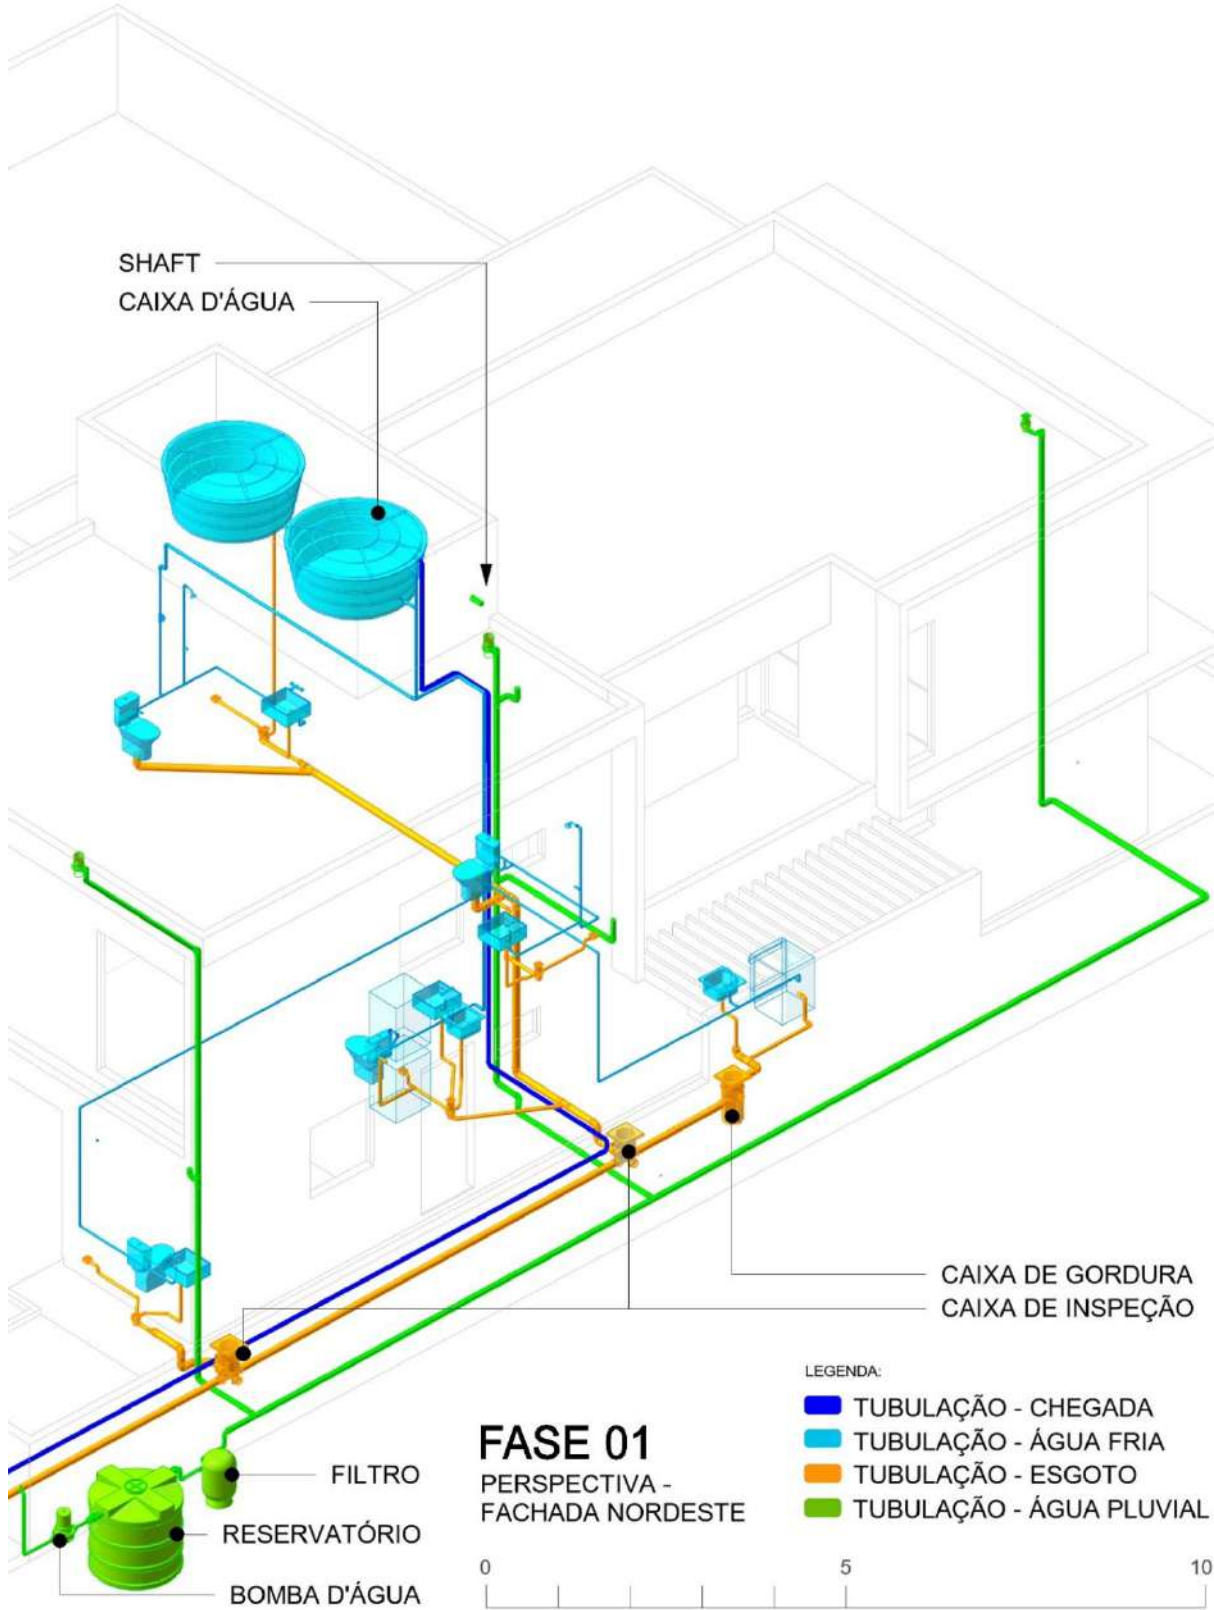 SHAFT
CAIXA D'ÁGUA
CAIXA DE GORDURA
CAIXA DE INSPEÇÃO
LEGENDA:
TUBULAÇÃO - CHEGADA
TUBULAÇÃO - ÁGUA FRIA
TUBULAÇÃO - ESGOTO
TUBULAÇÃO - ÁGUA PLUVIAL
FASE 01
PERSPECTIVA -
FACHADA NORDESTE
FILTRO
RESERVATÓRIO
BOMBA D'ÁGUA
0 5 10